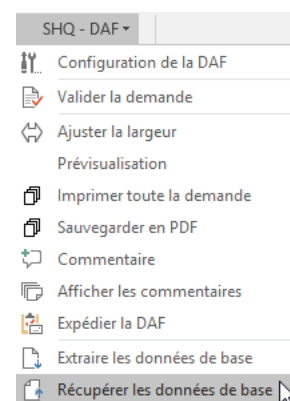 SHQ - DAF
Configuration de la DAF
Valider la demande
Ajuster la largeur
Prévisualisation
Imprimer toute la demande
Sauvegarder en PDF
Commentaire
Afficher les commentaires
Expédier la DAF
Extraire les données de base
Récupérer les données de base